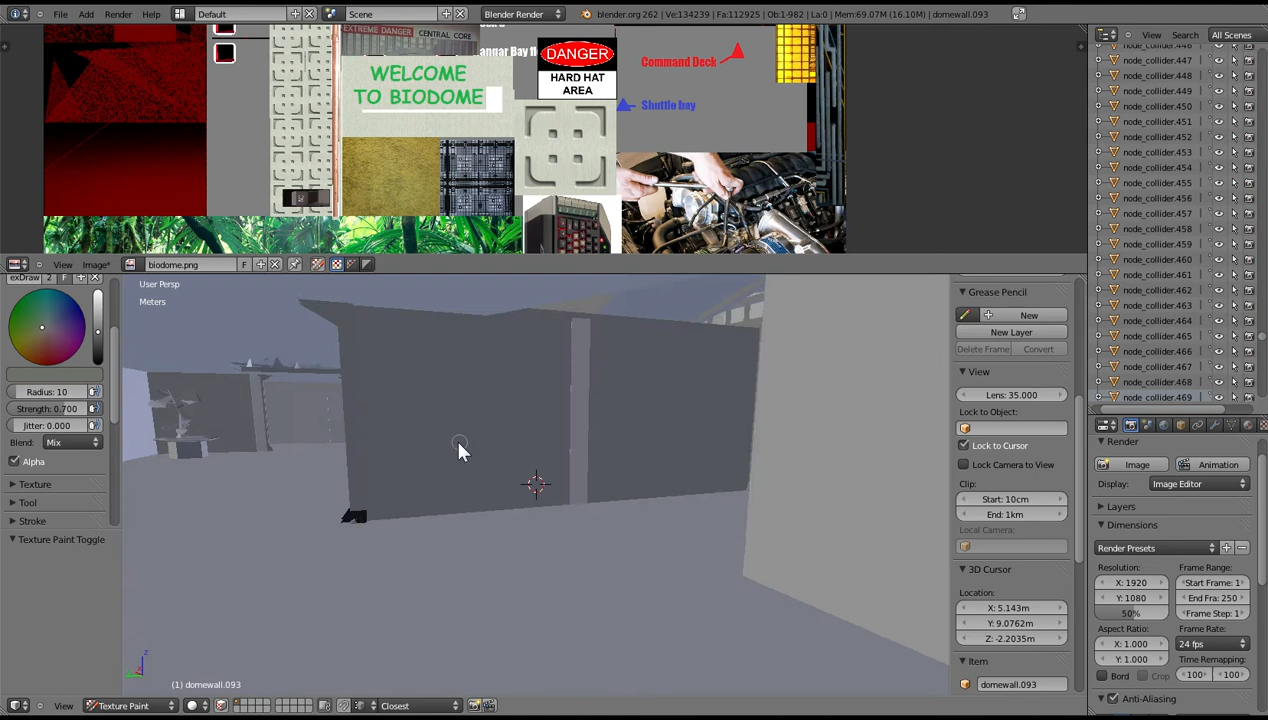 File Add Render Help Default Scene Blender Render blender.org 262 | Ve:134239 | Fa:112925 | Ob:1-982 | La:0 | Mem:69.07M (16.10M) | domewall.093
View Search All Scenes
EXTREME DANGER CENTRAL CORE
WELCOME
TO BIODOME
DANGER
HARD HAT
AREA
Command Deck
Shuttle bay
node_collider.447
node_collider.448
node_collider.449
node_collider.450
node_collider.451
node_collider.452
node_collider.453
node_collider.454
node_collider.455
node_collider.456
node_collider.457
node_collider.458
node_collider.459
node_collider.460
node_collider.461
node_collider.462
node_collider.463
node_collider.464
node_collider.465
node_collider.466
node_collider.467
node_collider.468
node_collider.469
View Image* biodome.png F
exDraw 2 F
Radius: 10
Strength: 0.700
Jitter: 0.000
Blend: Mix
Alpha
Texture
Tool
Stroke
Texture Paint Toggle
User Persp
Meters
(1) domewall.093
View Texture Paint Closest
Grease Pencil
New
New Layer
Delete Frame Convert
View
Lens: 35.000
Lock to Object:
Lock to Cursor
Lock Camera to View
Clip:
Start: 10cm
End: 1km
Local Camera:
3D Cursor
Location:
X: 5.143m
Y: 9.0762m
Z: -2.2035m
Item
domewall.093
Render
Image Animation
Display: Image Editor
Layers
Dimensions
Render Presets
Resolution: Frame Range:
X: 1920 Start Frame: 1
Y: 1080 End Fra: 250
50% Frame Step: 1
Aspect Ratio: Frame Rate:
X: 1.000 24 fps
Y: 1.000 Time Remapping:
Bord Crop 100 100
Anti-Aliasing